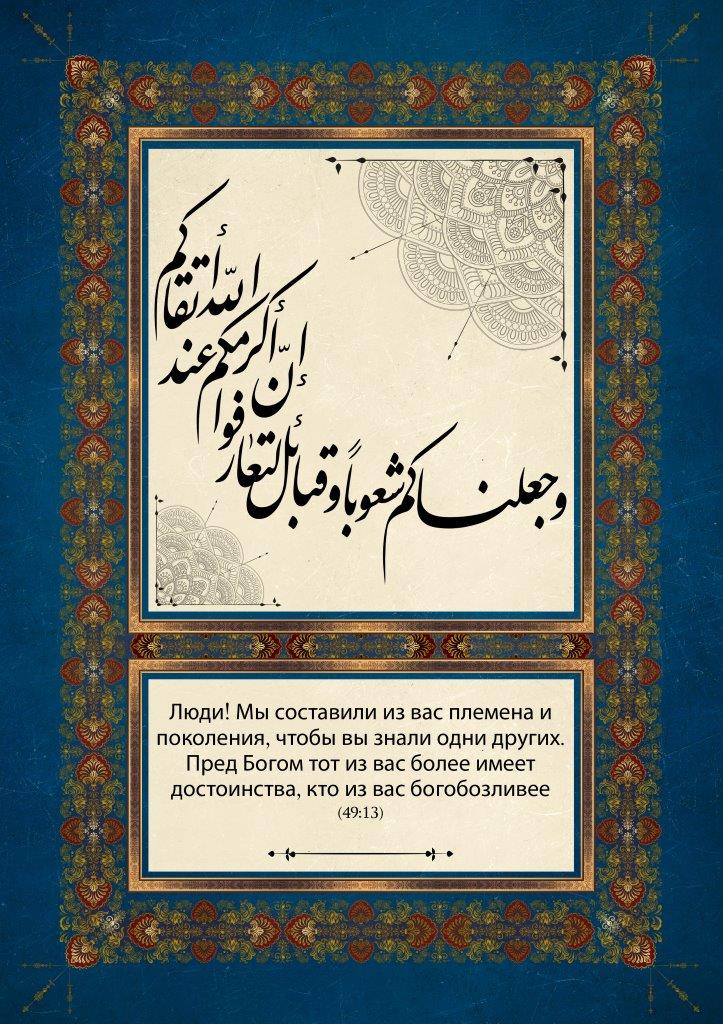 وجعلناكم شعوباً وقبائل لتعارفوا
إنّ أكرمكم عند
اللّه أتقاكم
Люди! Мы составили из вас племена и
поколения, чтобы вы знали одни других.
Пред Богом тот из вас более имеет
достоинства, кто из вас богобозливее
(49:13)